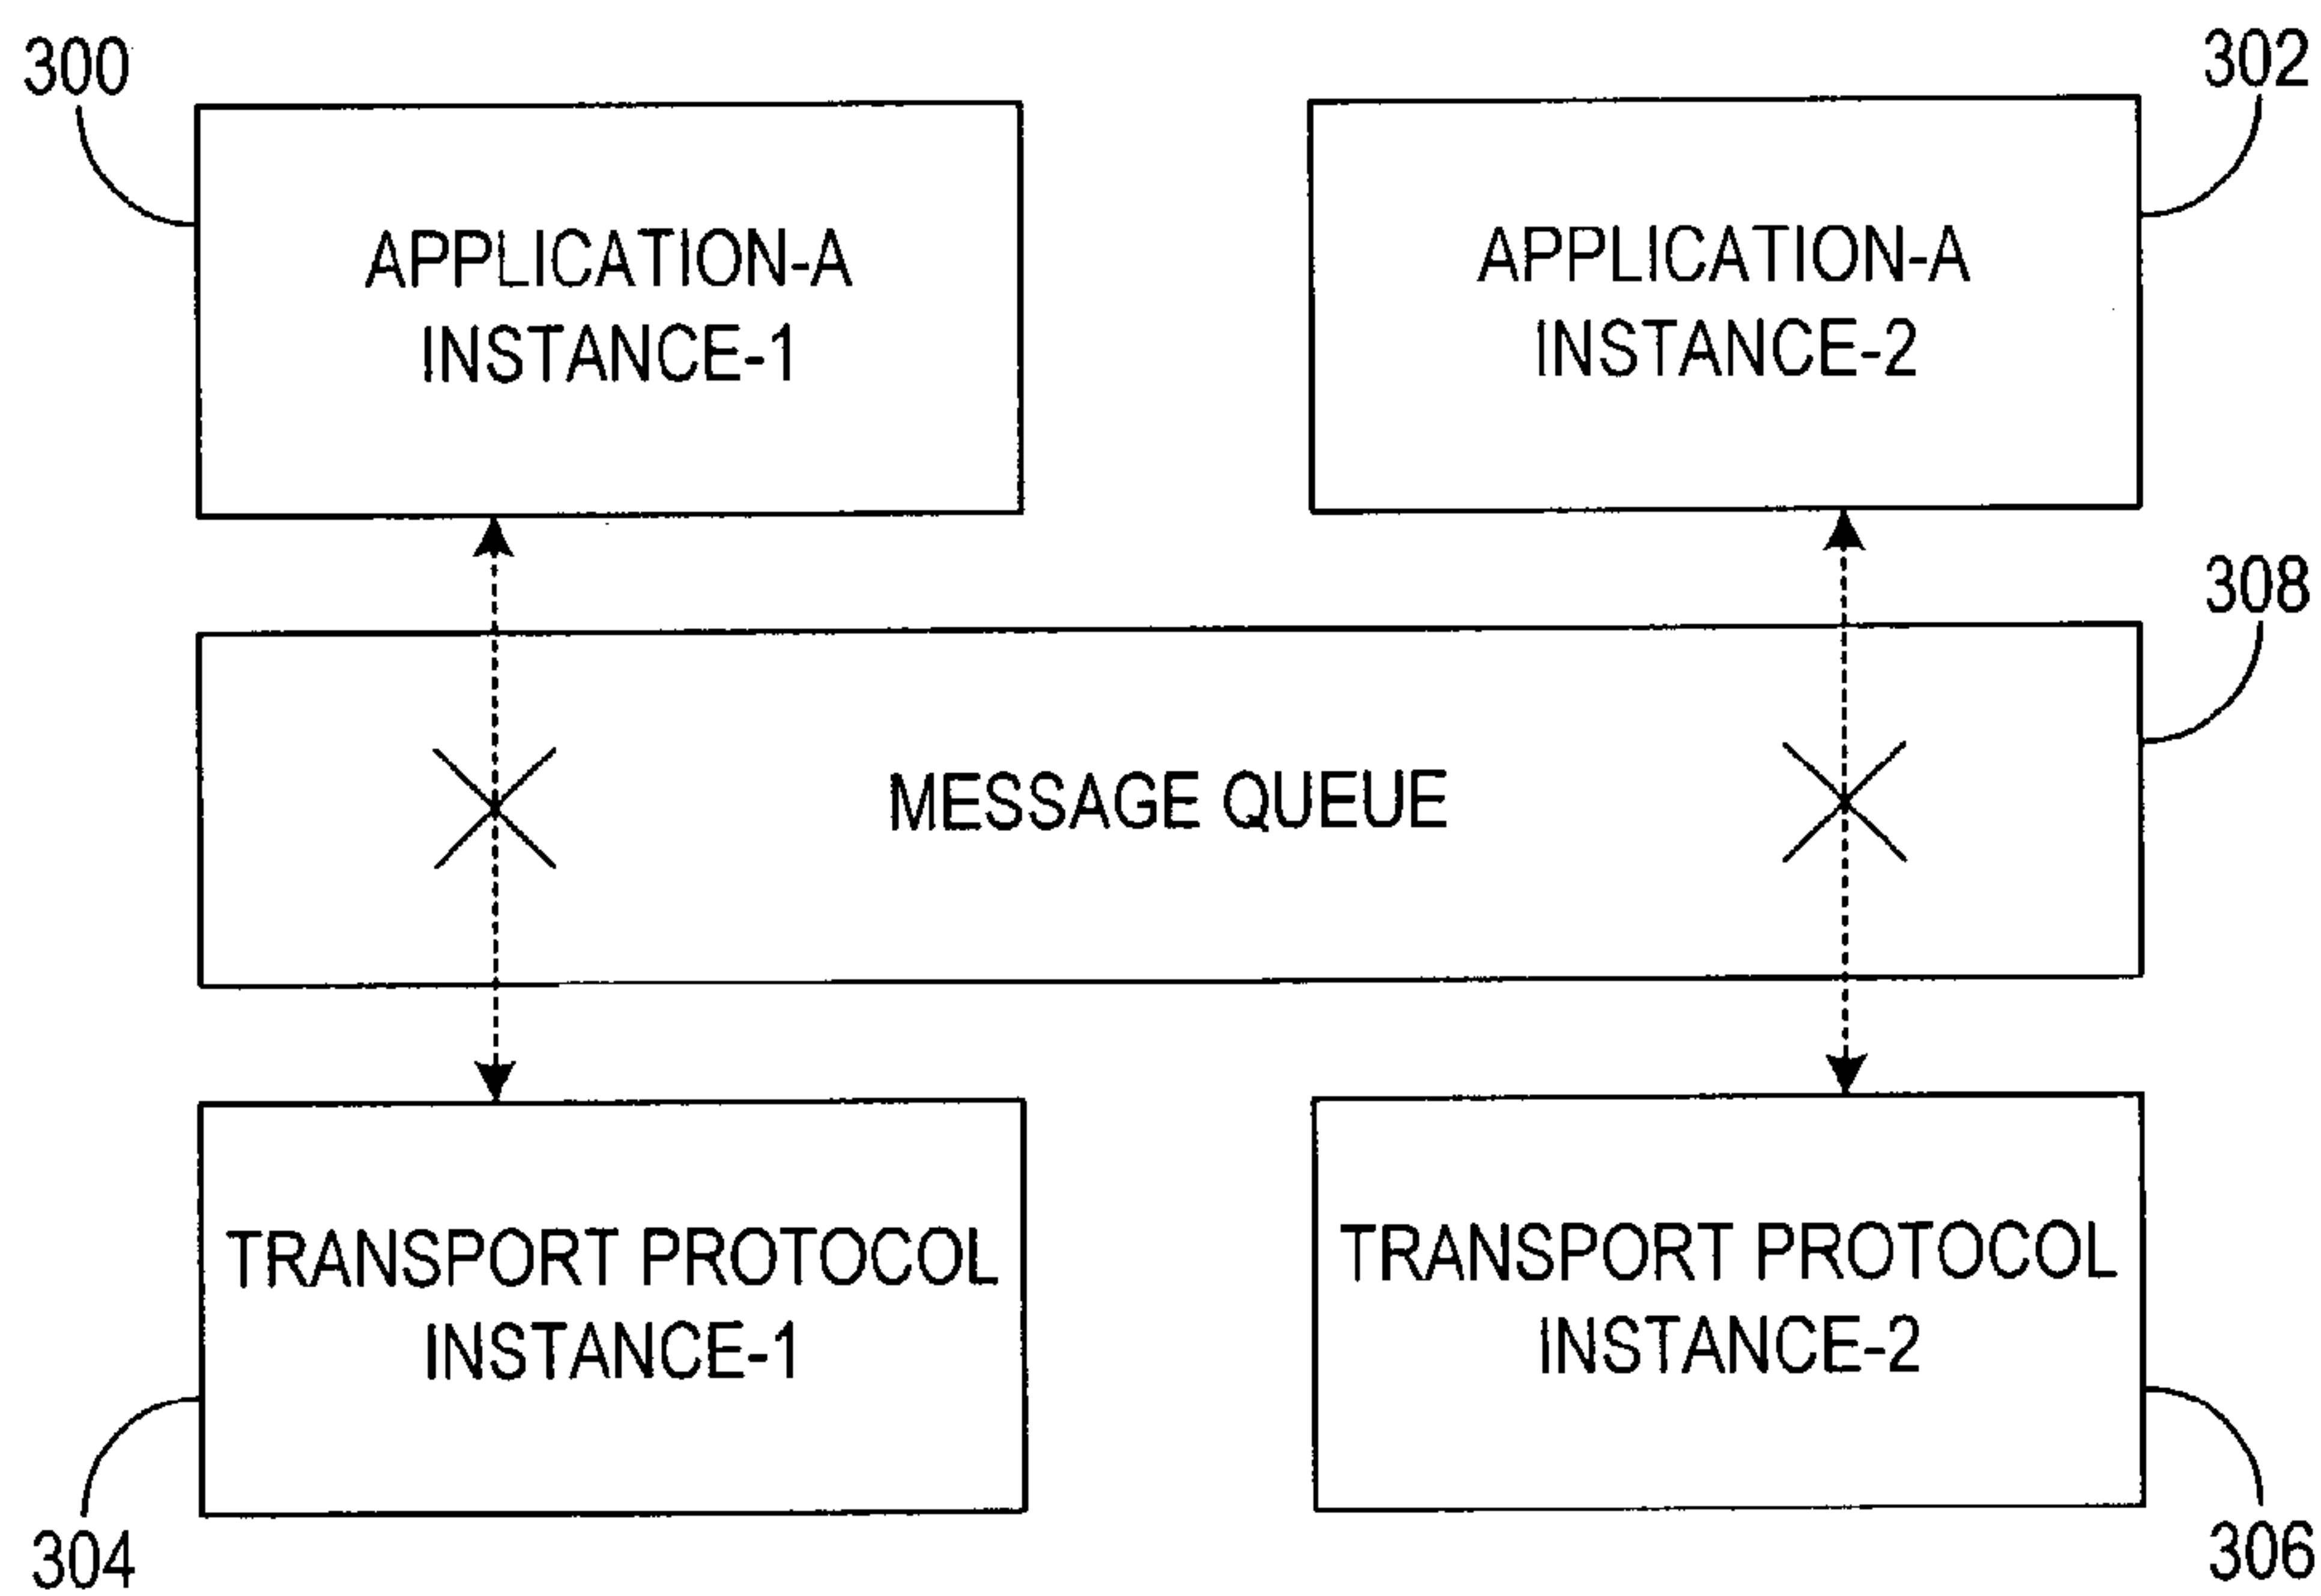 300
302
APPLICATION-A
INSTANCE-1
APPLICATION-A
INSTANCE-2
308
MESSAGE QUEUE
TRANSPORT PROTOCOL
INSTANCE-1
TRANSPORT PROTOCOL
INSTANCE-2
304
306